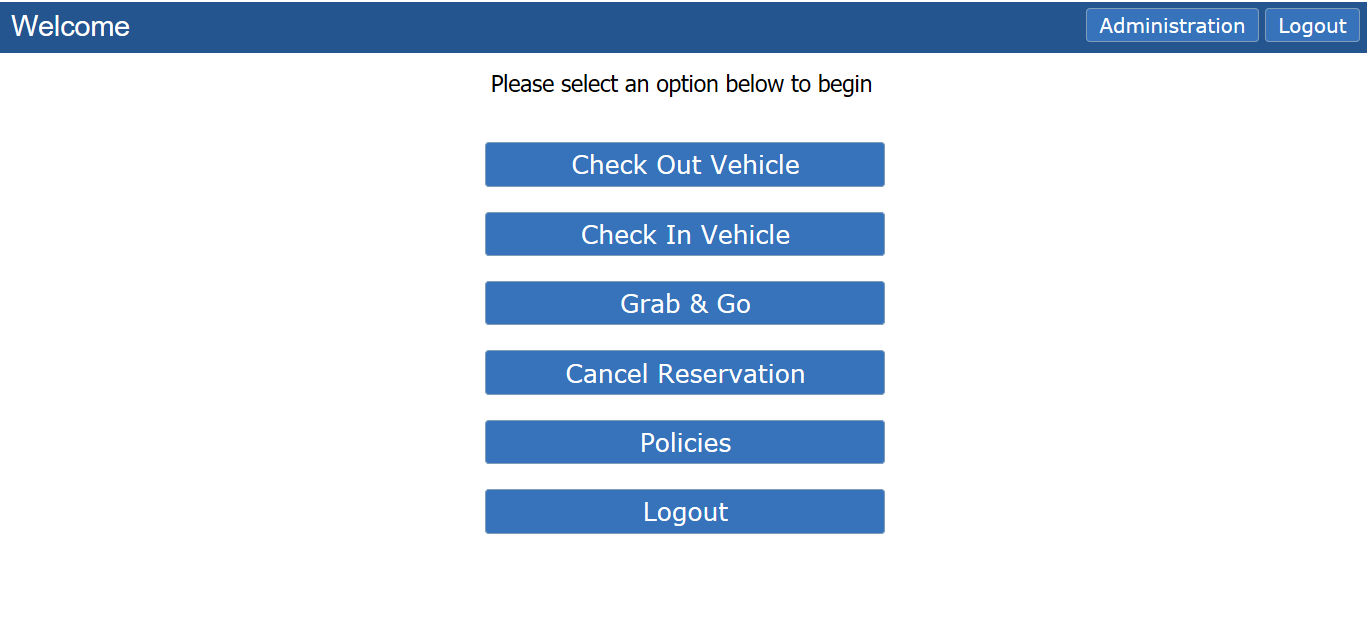 Welcome
Administration
Logout
Please select an option below to begin
Check Out Vehicle
Check In Vehicle
Grab & Go
Cancel Reservation
Policies
Logout